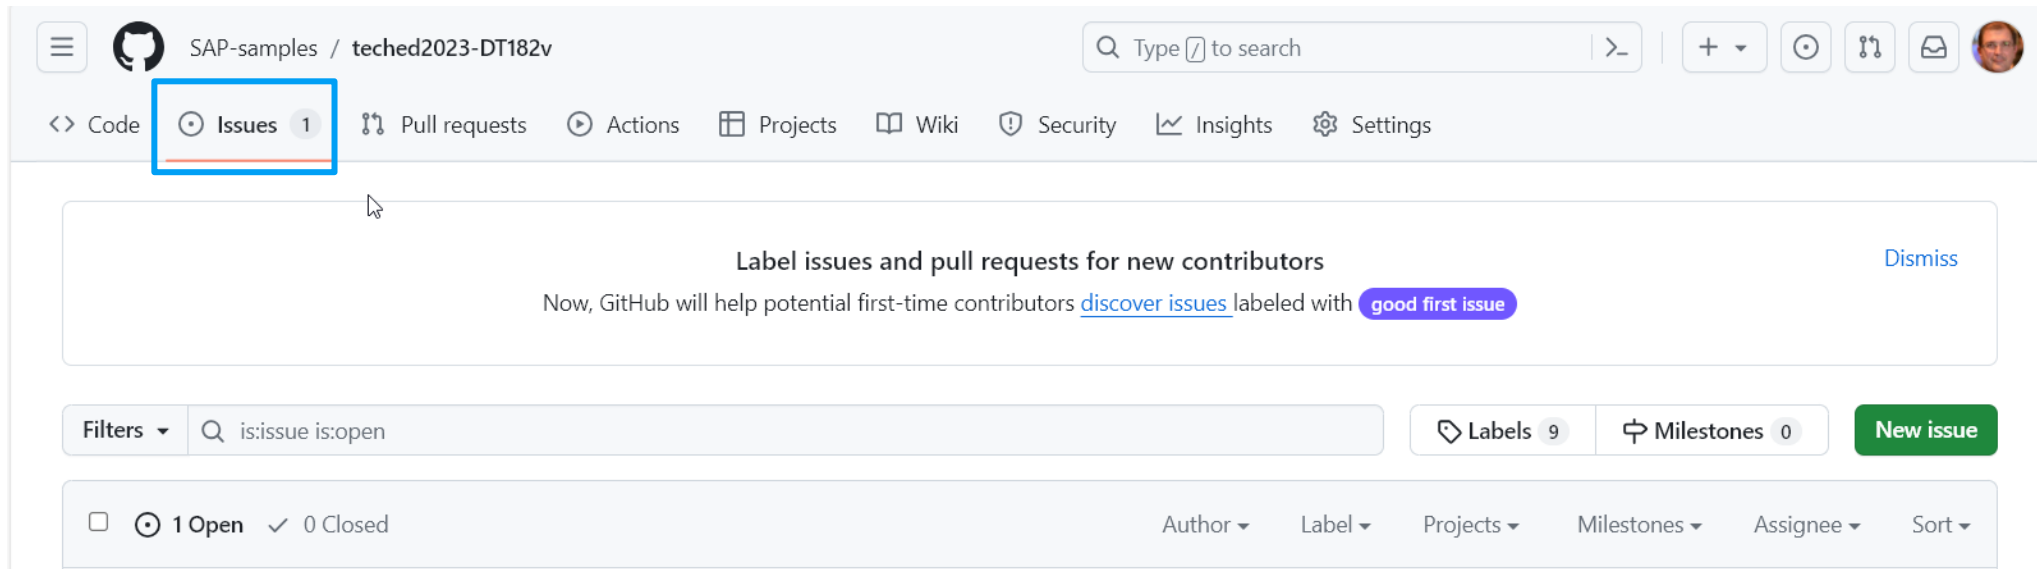 SAP-samples / teched2023-DT182v
Type / to search
Code Issues 1 Pull requests Actions Projects Wiki Security Insights Settings
Label issues and pull requests for new contributors
Dismiss
Now, GitHub will help potential first-time contributors discover issues labeled with good first issue
Filters is:issue is:open Labels 9 Milestones 0 New issue
1 Open 0 Closed Author Label Projects Milestones Assignee Sort